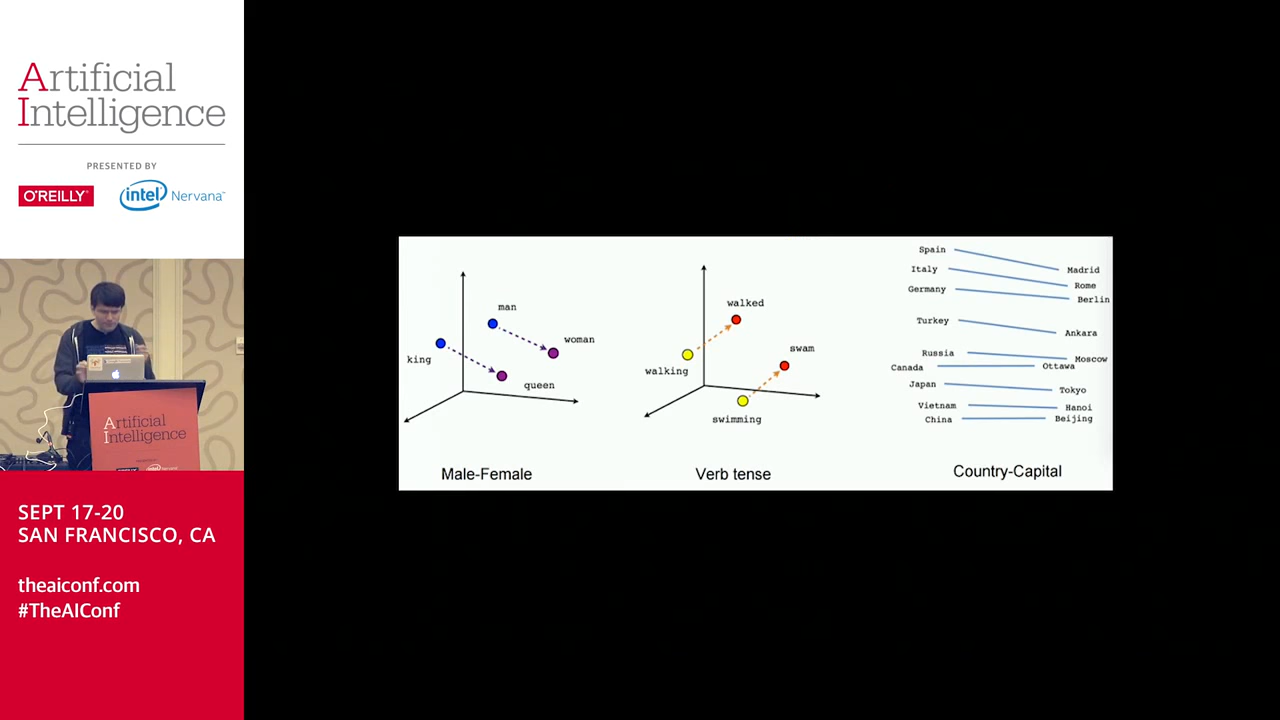 Artificial
Intelligence
PRESENTED BY
O'REILLY®
intel Nervana™
Artificial
Intelligence
SEPT 17-20
SAN FRANCISCO, CA
theaiconf.com
#TheAIConf
man
woman
king
queen
Male-Female
walked
swam
walking
swimming
Verb tense
Spain Madrid
Italy Rome
Germany Berlin
Turkey Ankara
Russia Moscow
Canada Ottawa
Japan Tokyo
Vietnam Hanoi
China Beijing
Country-Capital